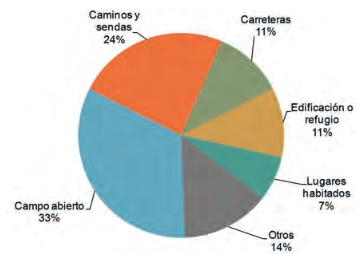 Caminos y
sendas
24%
Carreteras
11%
Edificación o
refugio
11%
Lugares
habitados
7%
Otros
14%
Campo abierto
33%